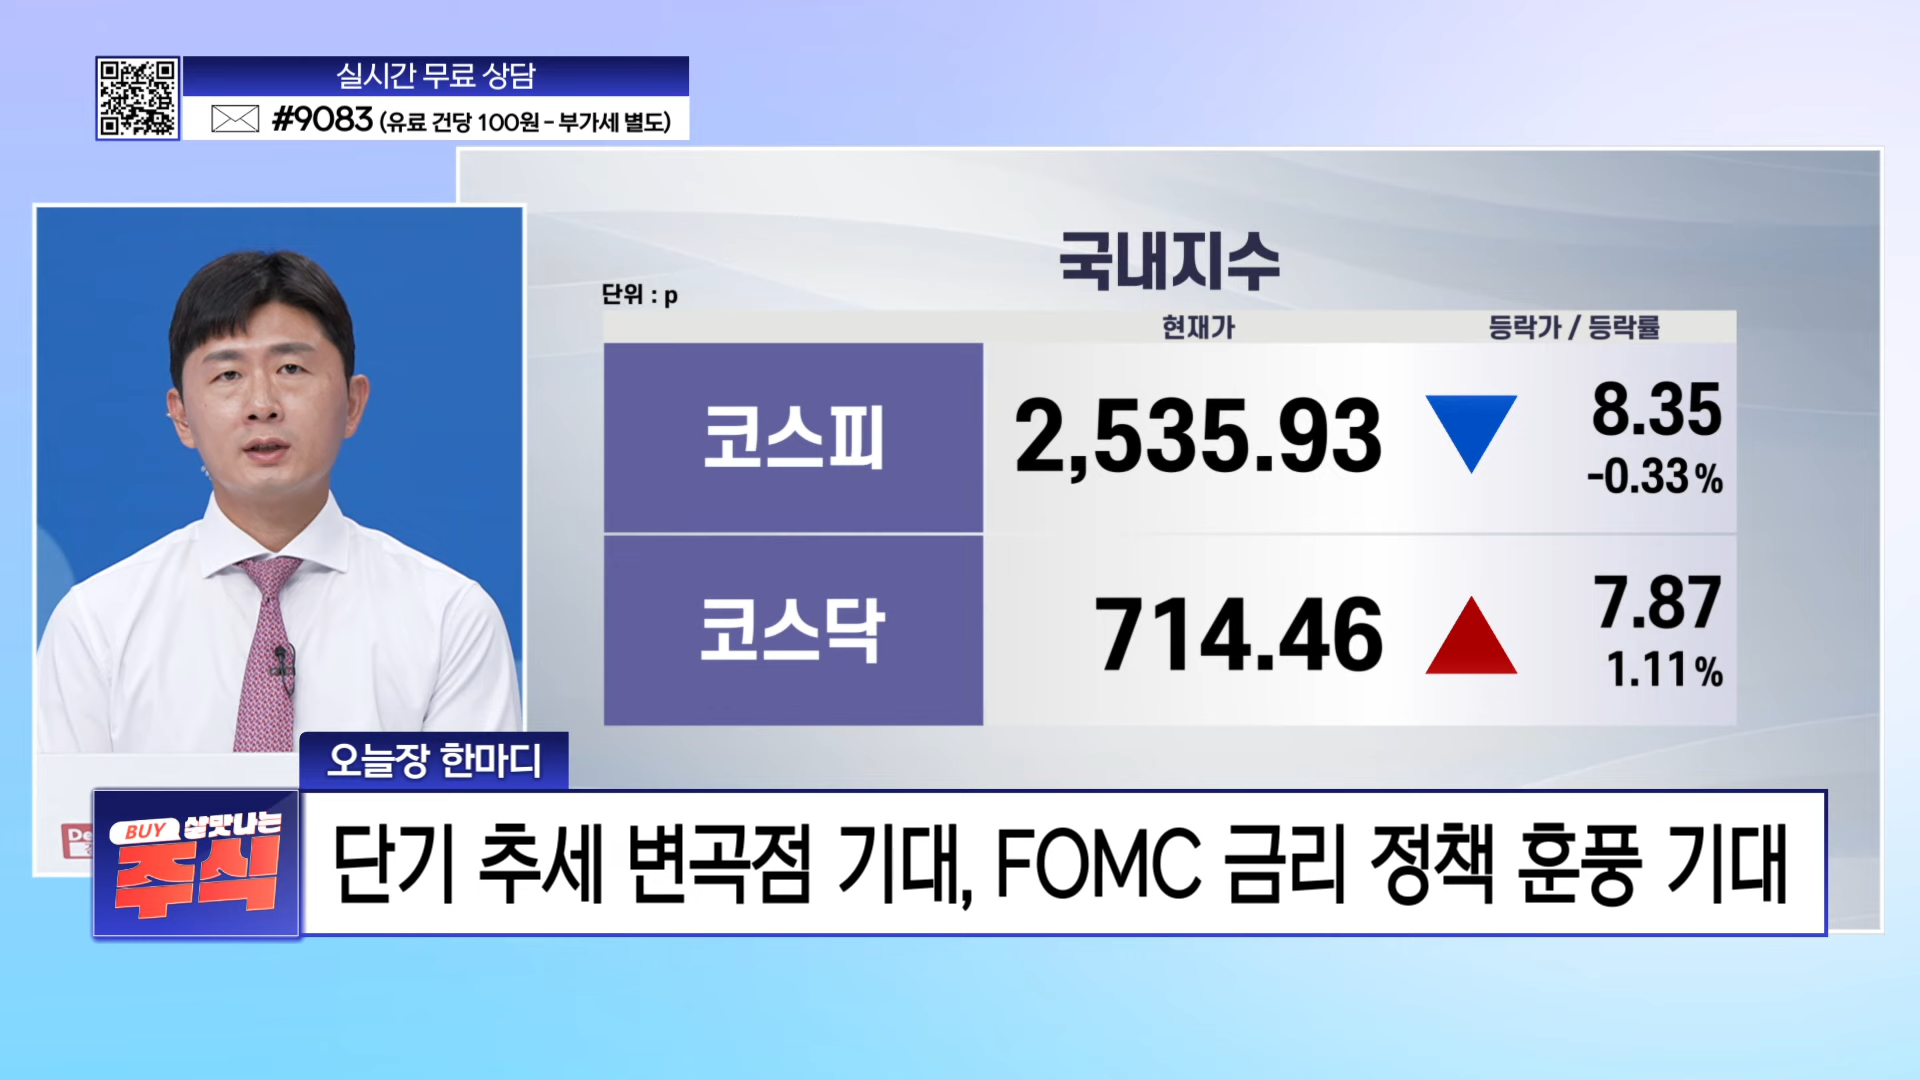 실시간 무료 상담
#9083 (유료 건당 100원 - 부가세 별도)
국내지수
단위 : p
현재가 등락가 / 등락률
코스피 2,535.93 ▼ 8.35
-0.33%
코스닥 714.46 ▲ 7.87
1.11%
오늘장 한마디
BUY 살맛나는
주식
단기 추세 변곡점 기대, FOMC 금리 정책 훈풍 기대